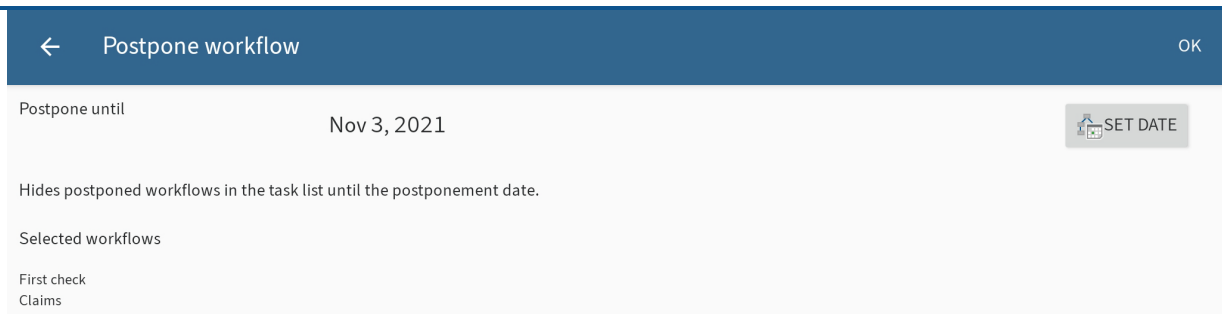 Postpone workflow
OK
Postpone until
Nov 3, 2021
SET DATE
Hides postponed workflows in the task list until the postponement date.
Selected workflows
First check
Claims